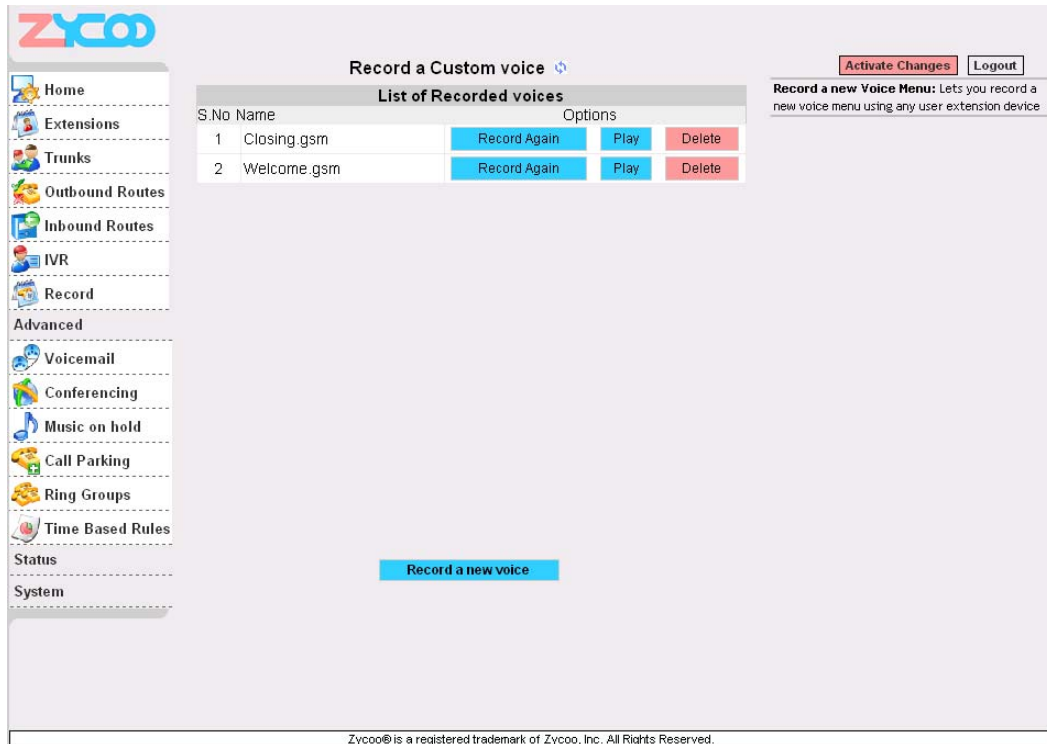 ZYCOO
Record a Custom voice
Activate Changes
Logout
Record a new Voice Menu: Lets you record a
new voice menu using any user extension device
Home
Extensions
Trunks
Outbound Routes
Inbound Routes
IVR
Record
Advanced
Voicemail
Conferencing
Music on hold
Call Parking
Ring Groups
Time Based Rules
Status
System
List of Recorded voices
S.No Name Options
1 Closing.gsm Record Again Play Delete
2 Welcome.gsm Record Again Play Delete
Record a new voice
Zycoo® is a registered trademark of Zycoo, Inc. All Rights Reserved.